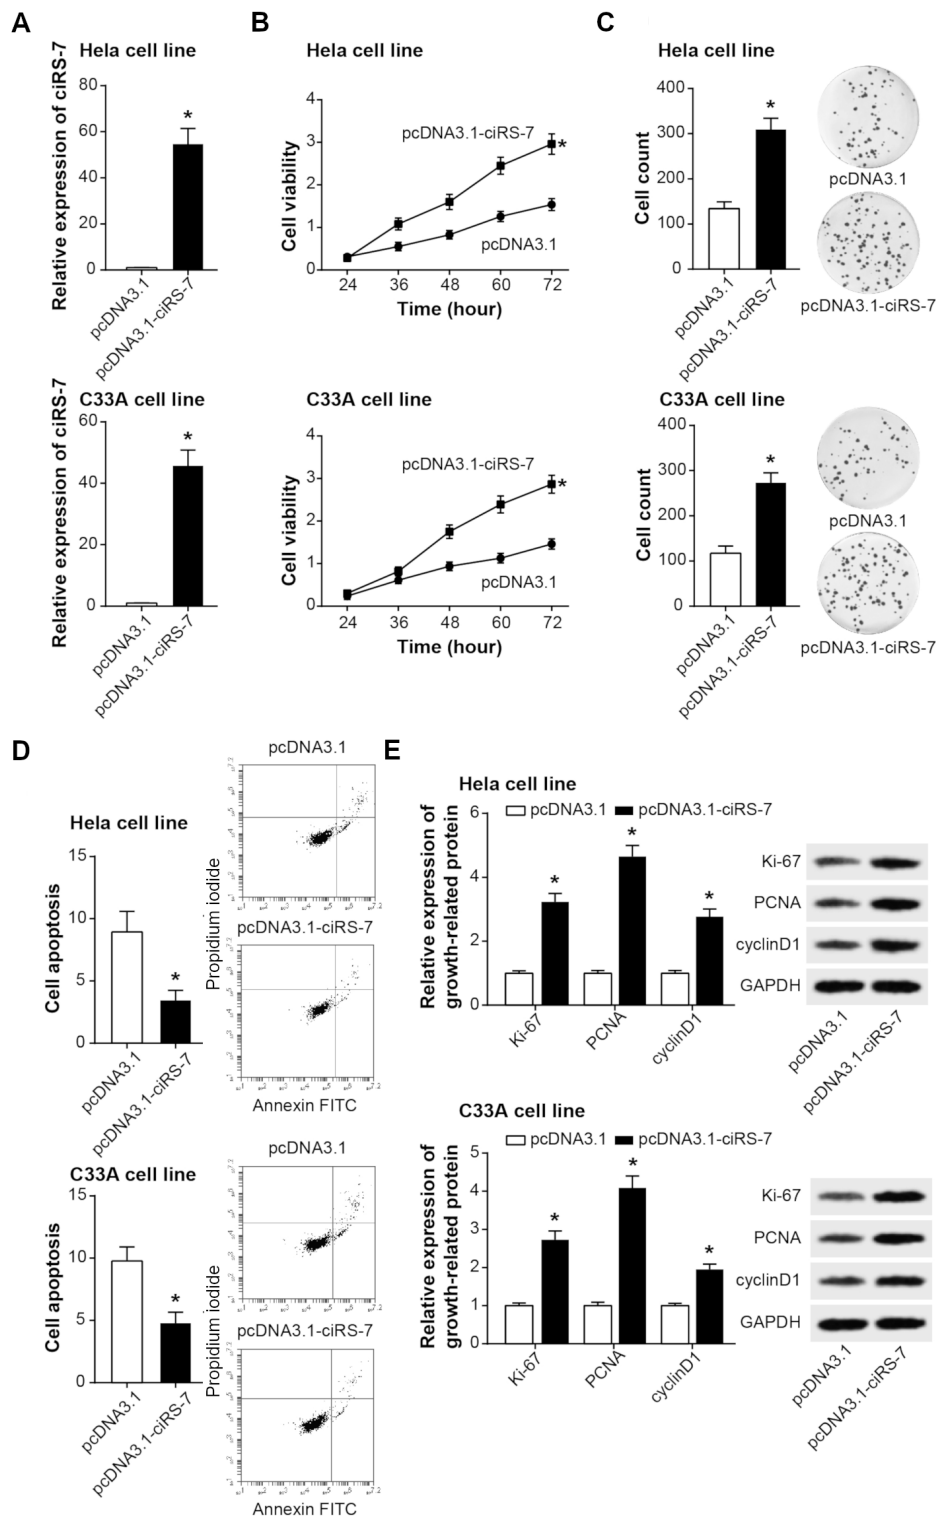 A
B
C
Hela cell line
Hela cell line
Hela cell line
Relative expression of ciRS-7
80
60
40
20
0
*
pcDNA3.1
pcDNA3.1-ciRS-7
Cell viability
4
3
2
1
0
pcDNA3.1-ciRS-7
*
pcDNA3.1
24 36 48 60 72
Time (hour)
Cell count
400
300
200
100
0
*
pcDNA3.1
pcDNA3.1-ciRS-7
pcDNA3.1
pcDNA3.1-ciRS-7
C33A cell line
C33A cell line
C33A cell line
Relative expression of ciRS-7
60
40
20
0
*
pcDNA3.1
pcDNA3.1-ciRS-7
Cell viability
4
3
2
1
0
pcDNA3.1-ciRS-7
*
pcDNA3.1
24 36 48 60 72
Time (hour)
Cell count
400
300
200
100
0
*
pcDNA3.1
pcDNA3.1-ciRS-7
pcDNA3.1
pcDNA3.1-ciRS-7
D
Hela cell line
Cell apoptosis
15
10
5
0
*
pcDNA3.1
pcDNA3.1-ciRS-7
pcDNA3.1
Propidium iodide
pcDNA3.1-ciRS-7
Annexin FITC
C33A cell line
Cell apoptosis
15
10
5
0
*
pcDNA3.1
pcDNA3.1-ciRS-7
pcDNA3.1
Propidium iodide
pcDNA3.1-ciRS-7
Annexin FITC
E
Hela cell line
pcDNA3.1 pcDNA3.1-ciRS-7
Relative expression of
growth-related protein
6
4
2
0
*
*
*
Ki-67
PCNA
cyclinD1
Ki-67
PCNA
cyclinD1
GAPDH
pcDNA3.1
pcDNA3.1-ciRS-7
C33A cell line
pcDNA3.1 pcDNA3.1-ciRS-7
Relative expression of
growth-related protein
5
4
3
2
1
0
*
*
*
Ki-67
PCNA
cyclinD1
Ki-67
PCNA
cyclinD1
GAPDH
pcDNA3.1
pcDNA3.1-ciRS-7